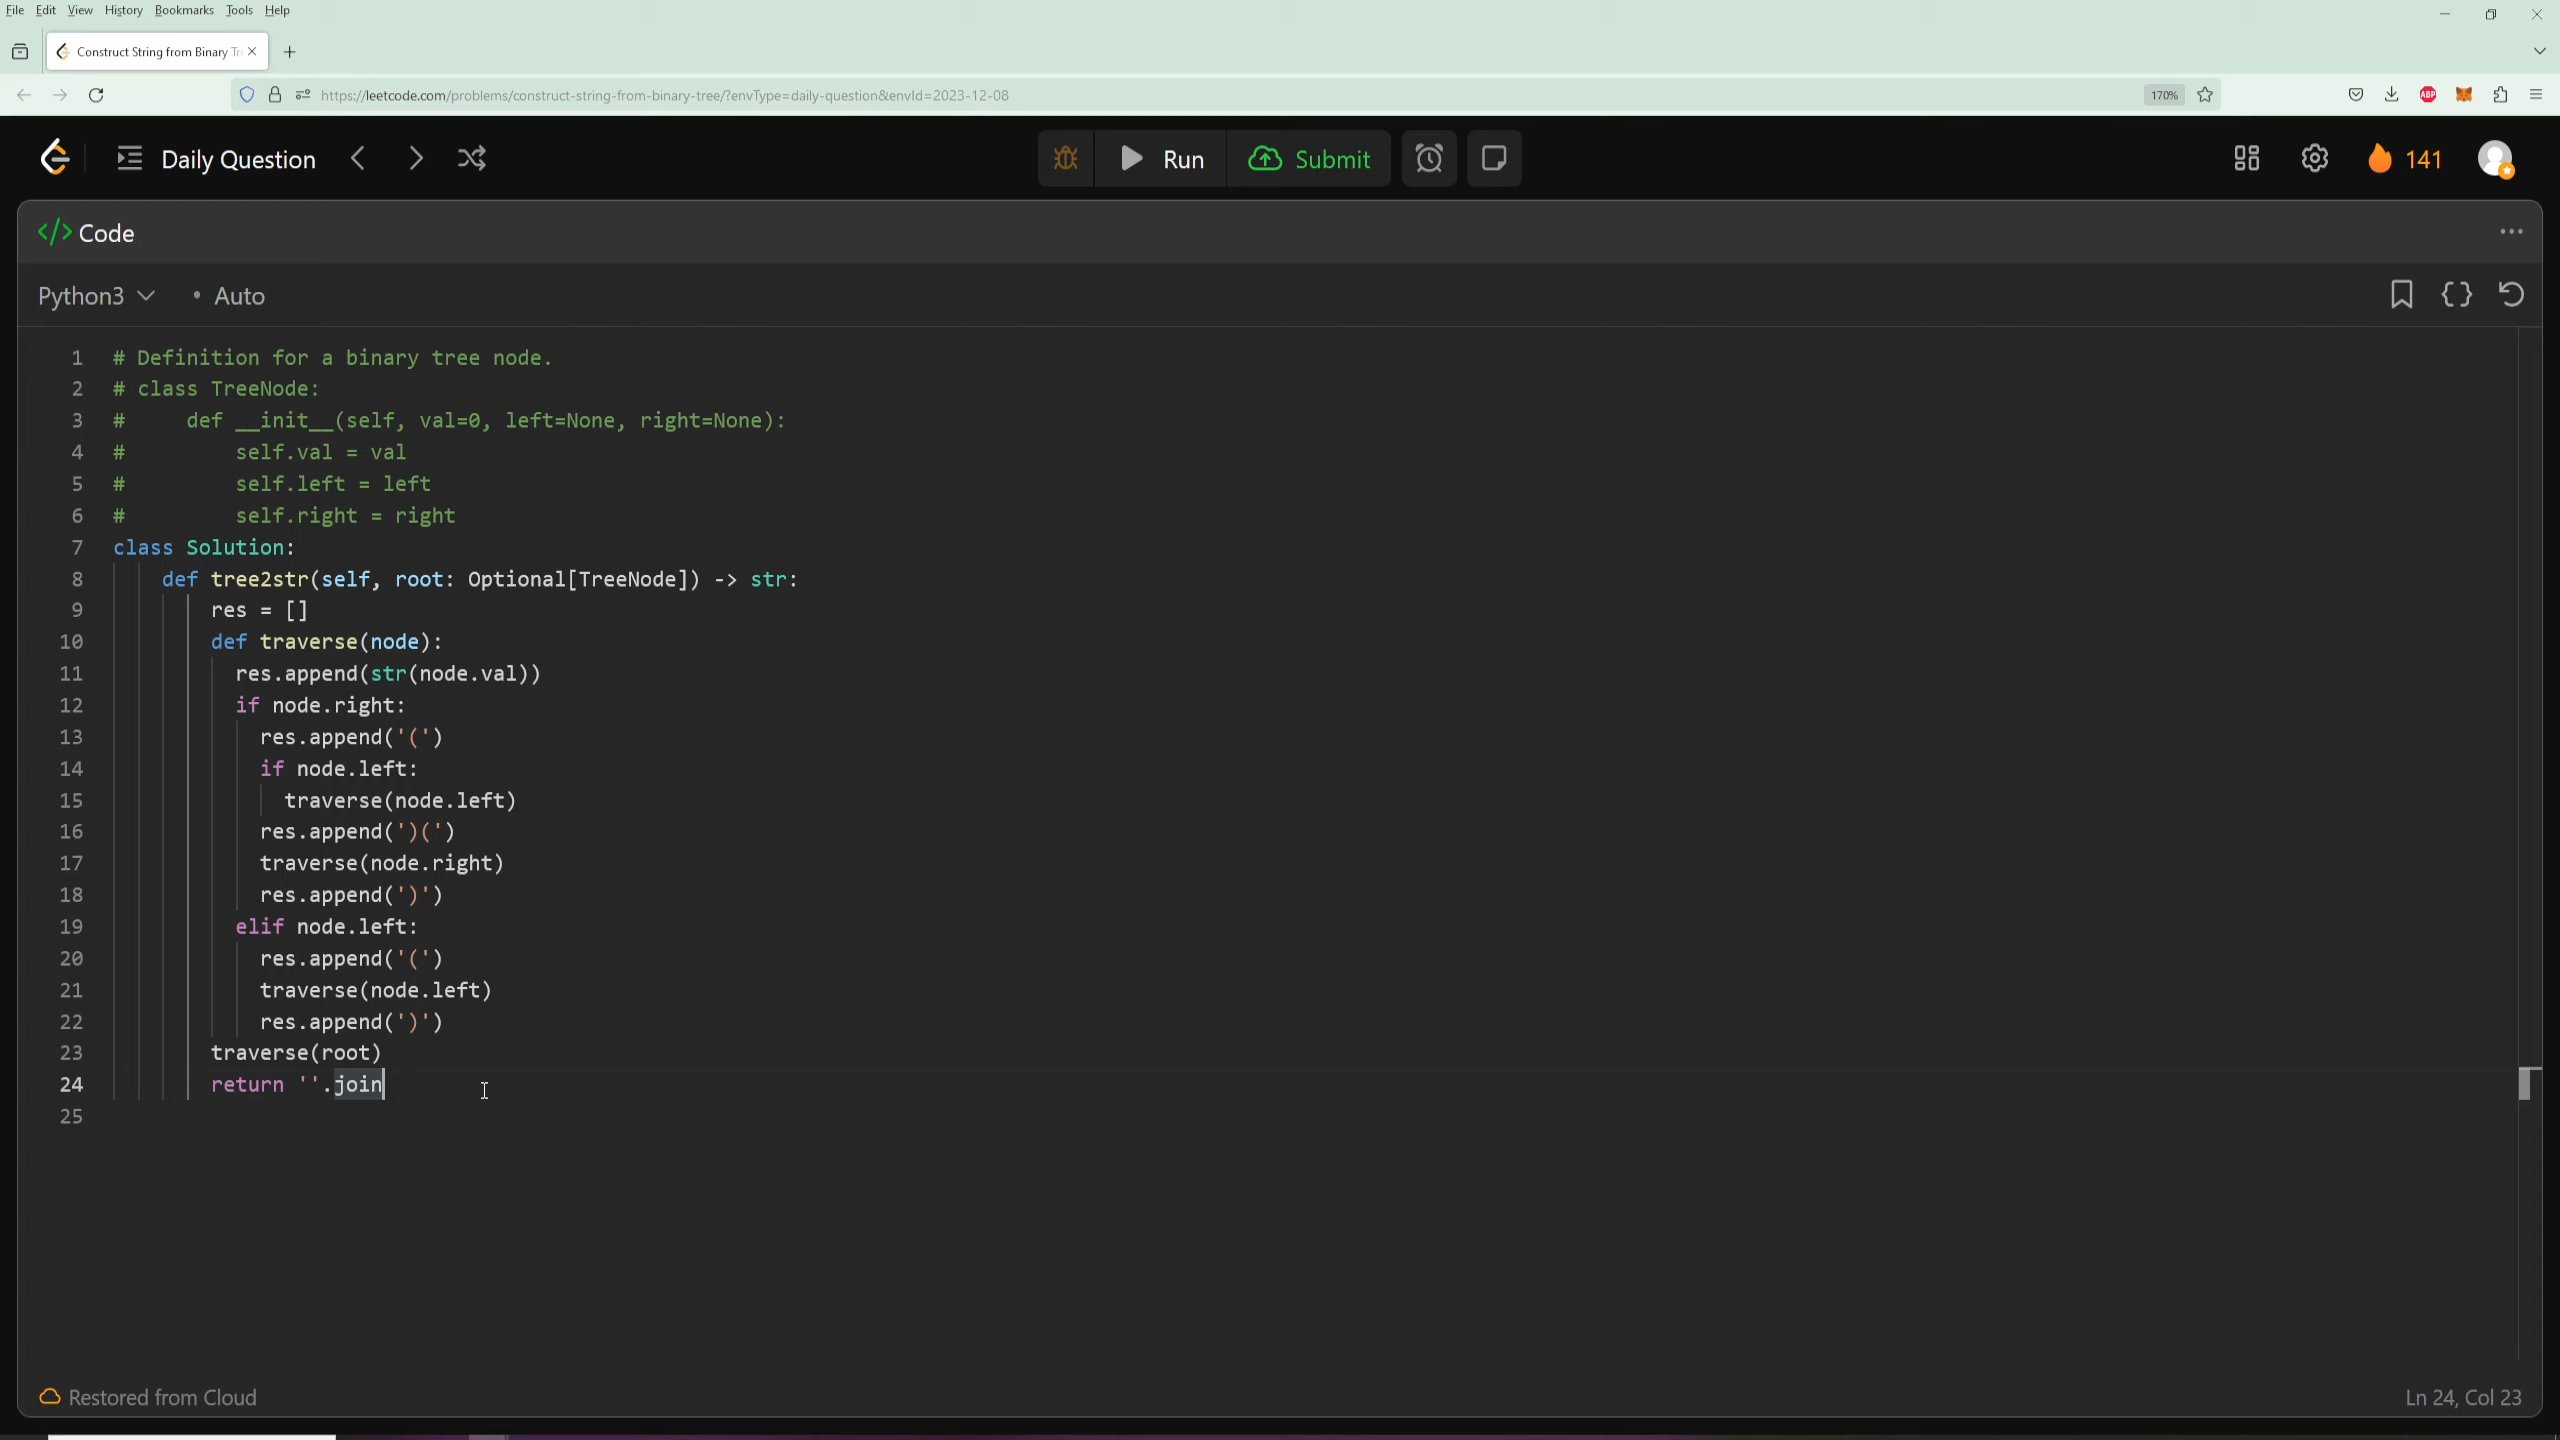 File Edit View History Bookmarks Tools Help
Construct String from Binary Tr
https://leetcode.com/problems/construct-string-from-binary-tree/?envType=daily-question&envId=2023-12-08
170%
ABP
Daily Question
Run
Submit
141
</> Code
Python3
• Auto
1 # Definition for a binary tree node.
2 # class TreeNode:
3 #     def __init__(self, val=0, left=None, right=None):
4 #         self.val = val
5 #         self.left = left
6 #         self.right = right
7 class Solution:
8     def tree2str(self, root: Optional[TreeNode]) -> str:
9         res = []
10         def traverse(node):
11           res.append(str(node.val))
12           if node.right:
13             res.append('(')
14             if node.left:
15               traverse(node.left)
16             res.append(')(')
17             traverse(node.right)
18             res.append(')')
19           elif node.left:
20             res.append('(')
21             traverse(node.left)
22             res.append(')')
23         traverse(root)
24         return ''.join
25
Restored from Cloud
Ln 24, Col 23